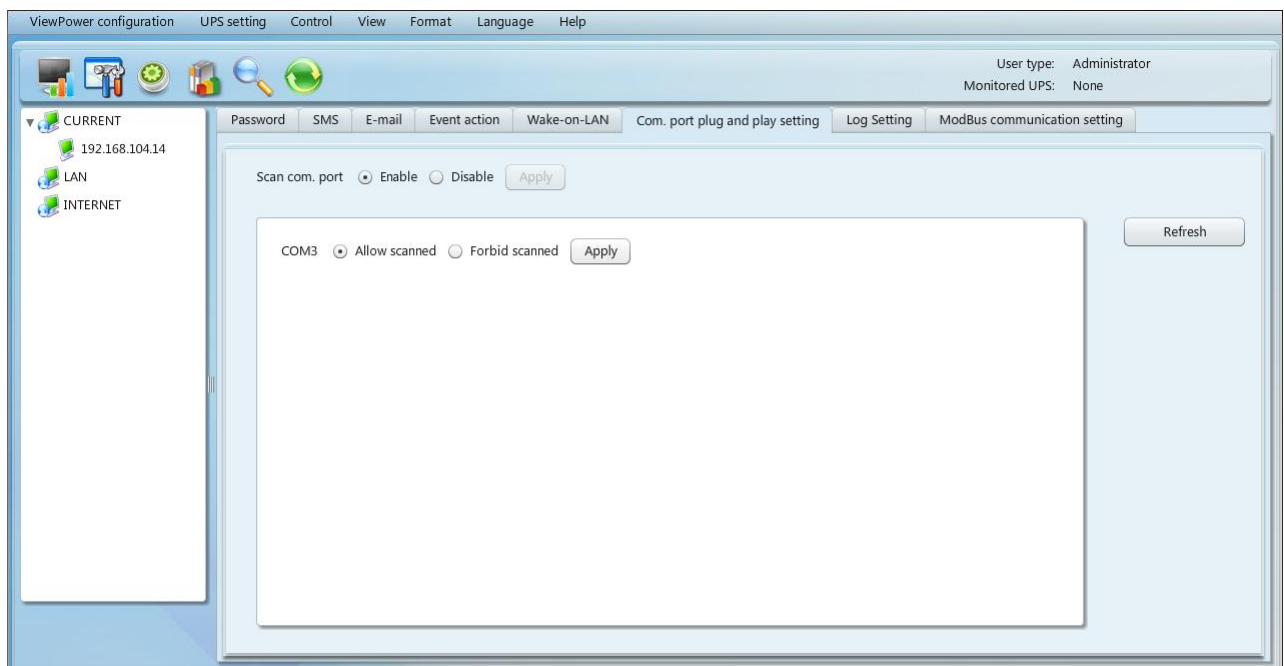 ViewPower configuration UPS setting Control View Format Language Help
User type: Administrator
Monitored UPS: None
CURRENT
192.168.104.14
LAN
INTERNET
Password SMS E-mail Event action Wake-on-LAN Com. port plug and play setting Log Setting ModBus communication setting
Scan com. port Enable Disable Apply
COM3 Allow scanned Forbid scanned Apply
Refresh